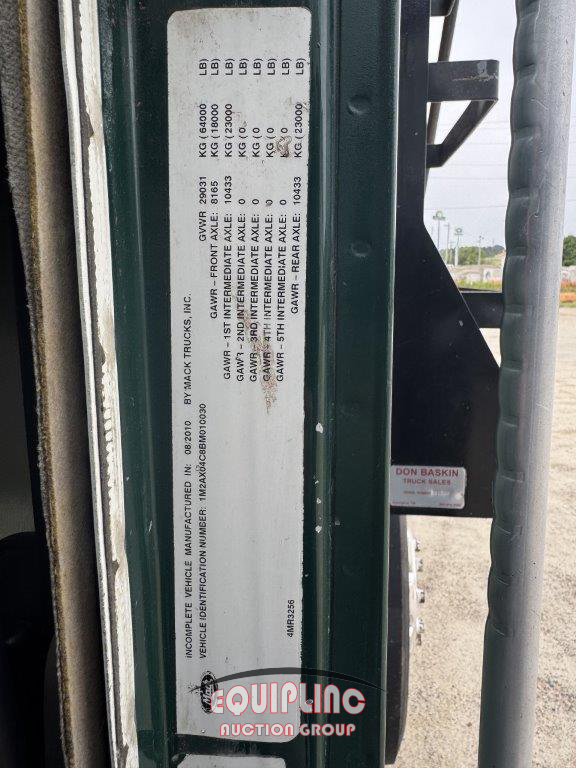 INCOMPLETE VEHICLE MANUFACTURED IN: 08/2010 BY MACK TRUCKS, INC.
VEHICLE IDENTIFICATION NUMBER: 1M2AX04C8BM010030
GVWR 29031 KG ( 64000 LB)
GAWR - FRONT AXLE: 8165 KG ( 18000 LB)
GAWR - 1ST INTERMEDIATE AXLE: 10433 KG ( 23000 LB)
GAWR - 2ND INTERMEDIATE AXLE: 0 KG ( 0 LB)
GAWR - 3RD INTERMEDIATE AXLE: 0 KG ( 0 LB)
GAWR - 4TH INTERMEDIATE AXLE: 0 KG ( 0 LB)
GAWR - 5TH INTERMEDIATE AXLE: 0 KG ( 0 LB)
GAWR - REAR AXLE: 10433 KG ( 23000 LB)
4MR3256
Mack
DON BASKIN
TRUCK SALES
EQUIPLINC
AUCTION GROUP